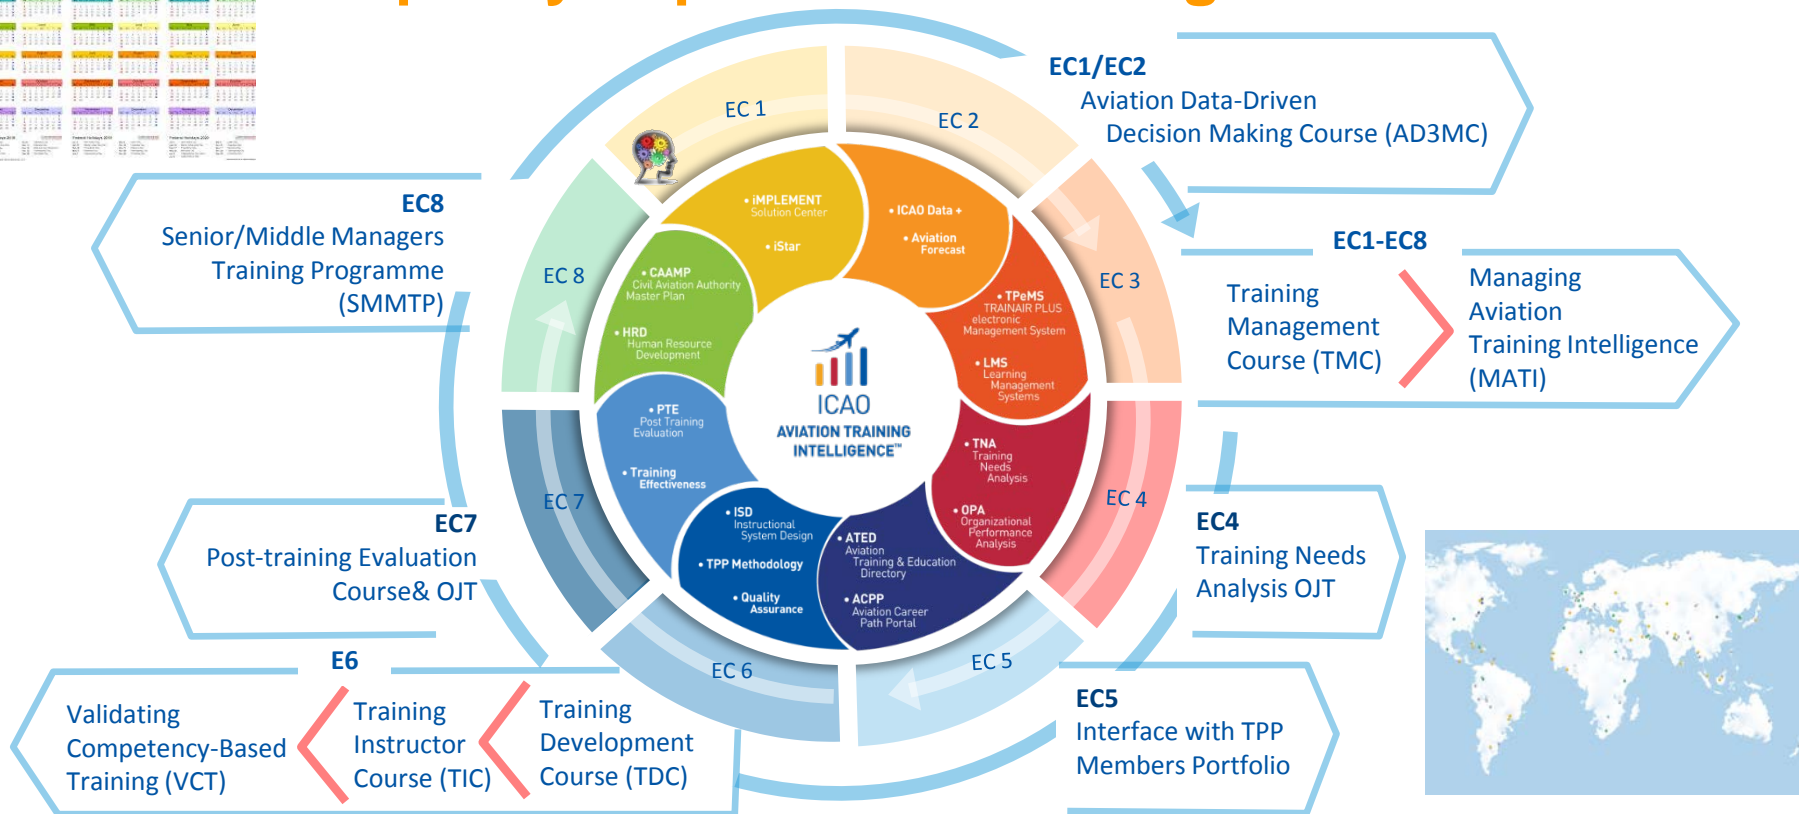 EC1/EC2
Aviation Data-Driven
Decision Making Course (AD3MC)
EC 1
EC 2
EC 3
EC 4
EC 5
EC 6
EC 7
EC 8
• iMPLEMENT
Solution Center
• iStar
• ICAO Data +
• Aviation
Forecast
• TPeMS
TRAINAIR PLUS
electronic
Management System
• LMS
Learning
Management
Systems
• TNA
Training
Needs
Analysis
• OPA
Organizational
Performance
Analysis
• ATED
Aviation
Training & Education
Directory
• ACPP
Aviation Career
Path Portal
• ISD
Instructional
System Design
• TPP Methodology
• Quality
Assurance
• PTE
Post Training
Evaluation
• Training
Effectiveness
• CAAMP
Civil Aviation Authority
Master Plan
• HRD
Human Resource
Development
ICAO
AVIATION TRAINING
INTELLIGENCE™
EC1-EC8
Training
Management
Course (TMC)
Managing
Aviation
Training Intelligence
(MATI)
EC4
Training Needs
Analysis OJT
EC5
Interface with TPP
Members Portfolio
E6
Training
Development
Course (TDC)
Training
Instructor
Course (TIC)
Validating
Competency-Based
Training (VCT)
EC7
Post-training Evaluation
Course& OJT
EC8
Senior/Middle Managers
Training Programme
(SMMTP)